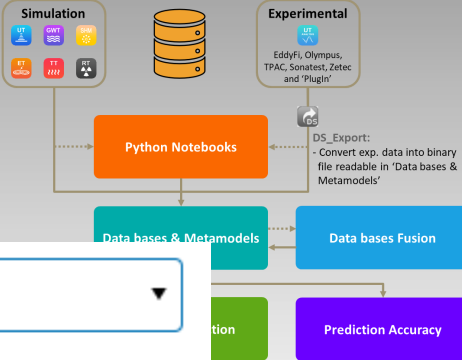 Simulation
UT
GWT
SHM
ET
TT
RT
Experimental
UT
EddyFi, Olympus,
TPAC, Sonatest, Zetec
and 'PlugIn'
DS
DS_Export:
- Convert exp. data into binary
file readable in 'Data bases &
Metamodels'
Python Notebooks
Data bases & Metamodels
Data bases Fusion
tion
Prediction Accuracy